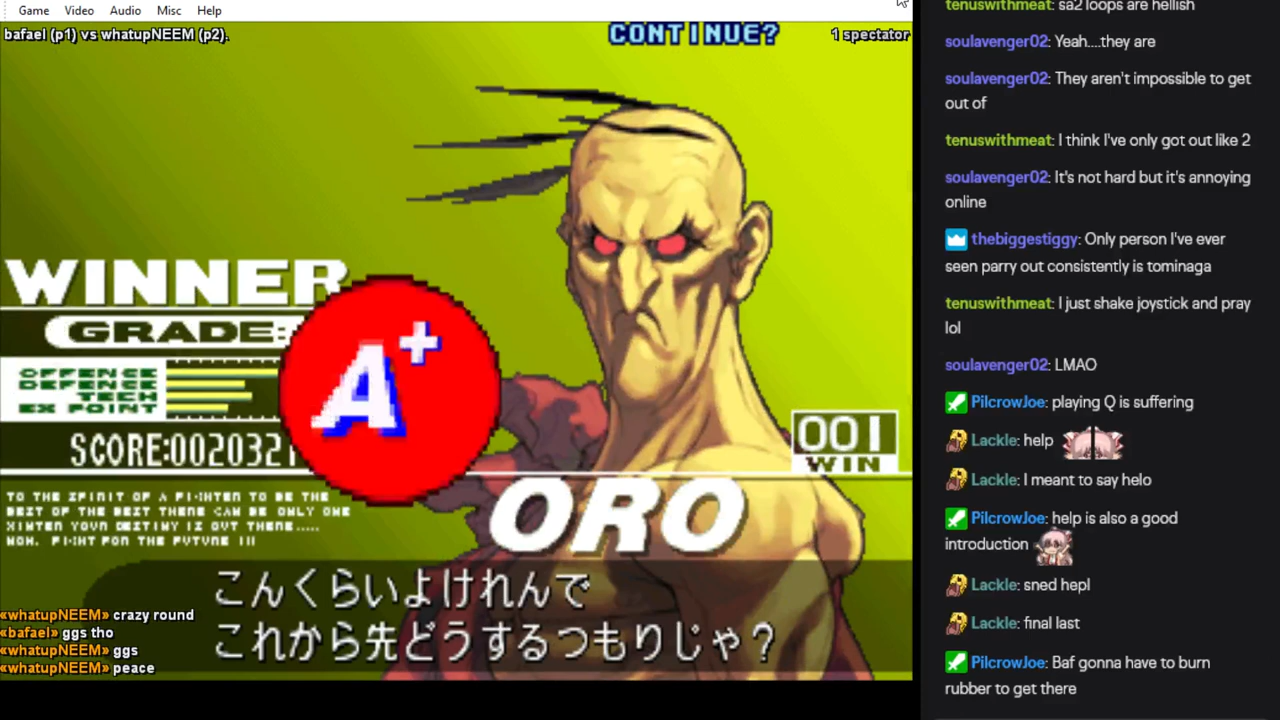 Game Video Audio Misc Help
bafael (p1) vs whatupNEEM (p2).
CONTINUE?
1 spectator
WINNER
GRADE:
A+
OFFENCE
DEFENCE
TECH
EX POINT
SCORE:002032
001
WIN
ORO
TO THE SPIRIT OF A FIGHTER TO BE THE
BEST OF THE BEST THERE CAN BE ONLY ONE
DESTINY IS OUT THERE.....
NOW. FIGHT FOR THE FUTURE !!!
こんくらいよけれんで
これから先どうするつもりじゃ?
«whatupNEEM» crazy round
«bafael» ggs tho
«whatupNEEM» ggs
«whatupNEEM» peace
tenuswithmeat: sa2 loops are hellish
soulavenger02: Yeah....they are
soulavenger02: They aren't impossible to get
out of
tenuswithmeat: I think I've only got out like 2
soulavenger02: It's not hard but it's annoying
online
thebiggestiggy: Only person I've ever
seen parry out consistently is tominaga
tenuswithmeat: I just shake joystick and pray
lol
soulavenger02: LMAO
PilcrowJoe: playing Q is suffering
Lackle: help
Lackle: I meant to say helo
PilcrowJoe: help is also a good
introduction
Lackle: sned hepl
Lackle: final last
PilcrowJoe: Baf gonna have to burn
rubber to get there